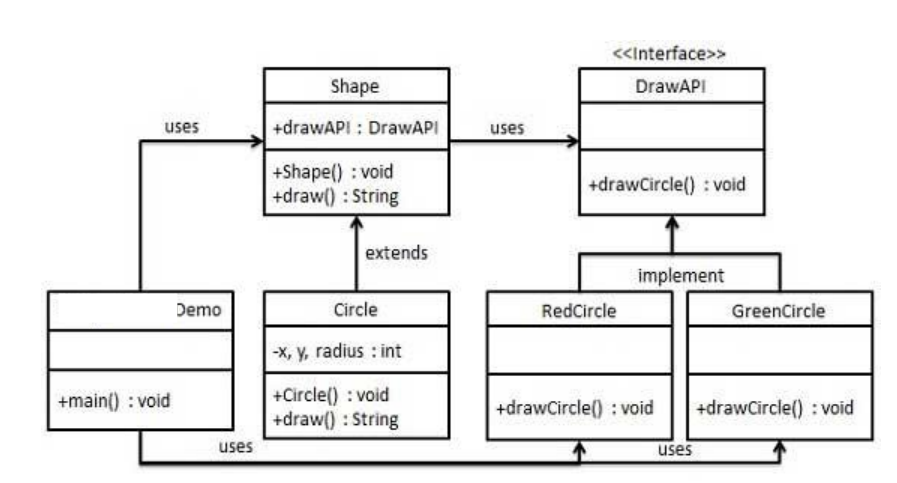 <<Interface>>
Shape
DrawAPI
+drawAPI : DrawAPI
uses
uses
+Shape() : void
+draw() : String
+drawCircle() : void
extends
implement
Demo
Circle
RedCircle
GreenCircle
-x, y, radius : int
+main() : void
+Circle() : void
+draw() : String
+drawCircle() : void
+drawCircle() : void
uses
uses